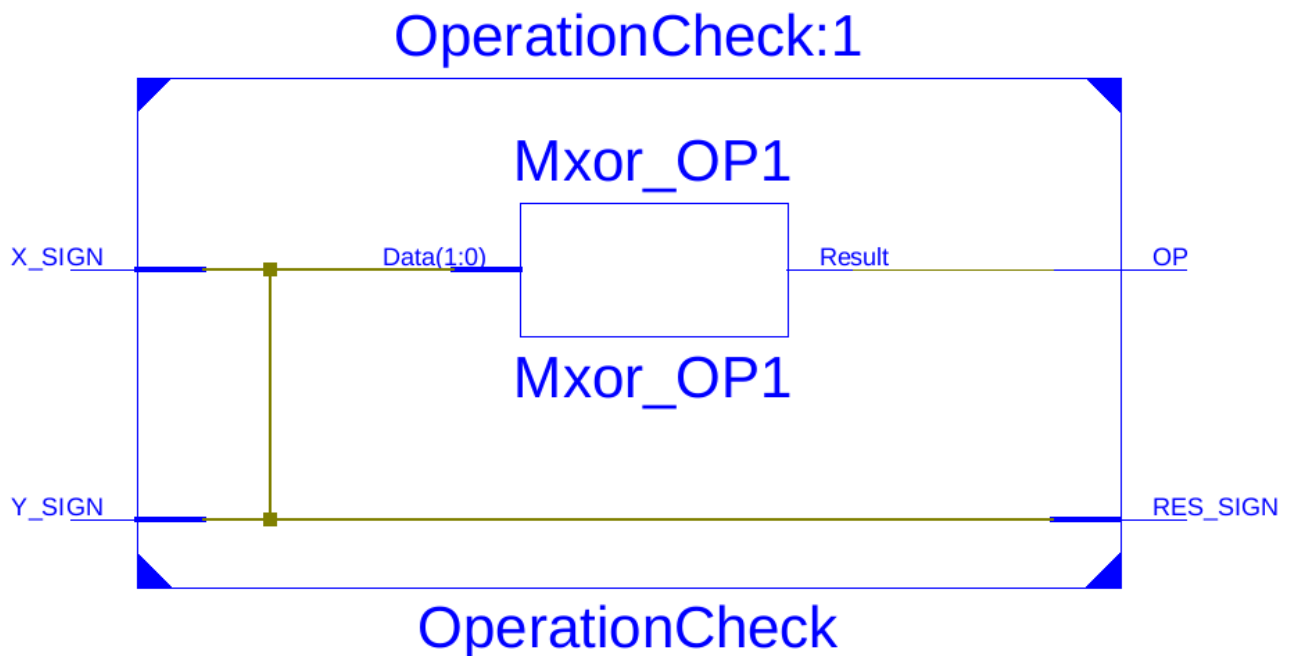 OperationCheck:1
Mxor_OP1
X_SIGN
Data(1:0)
Result
OP
Mxor_OP1
Y_SIGN
RES_SIGN
OperationCheck